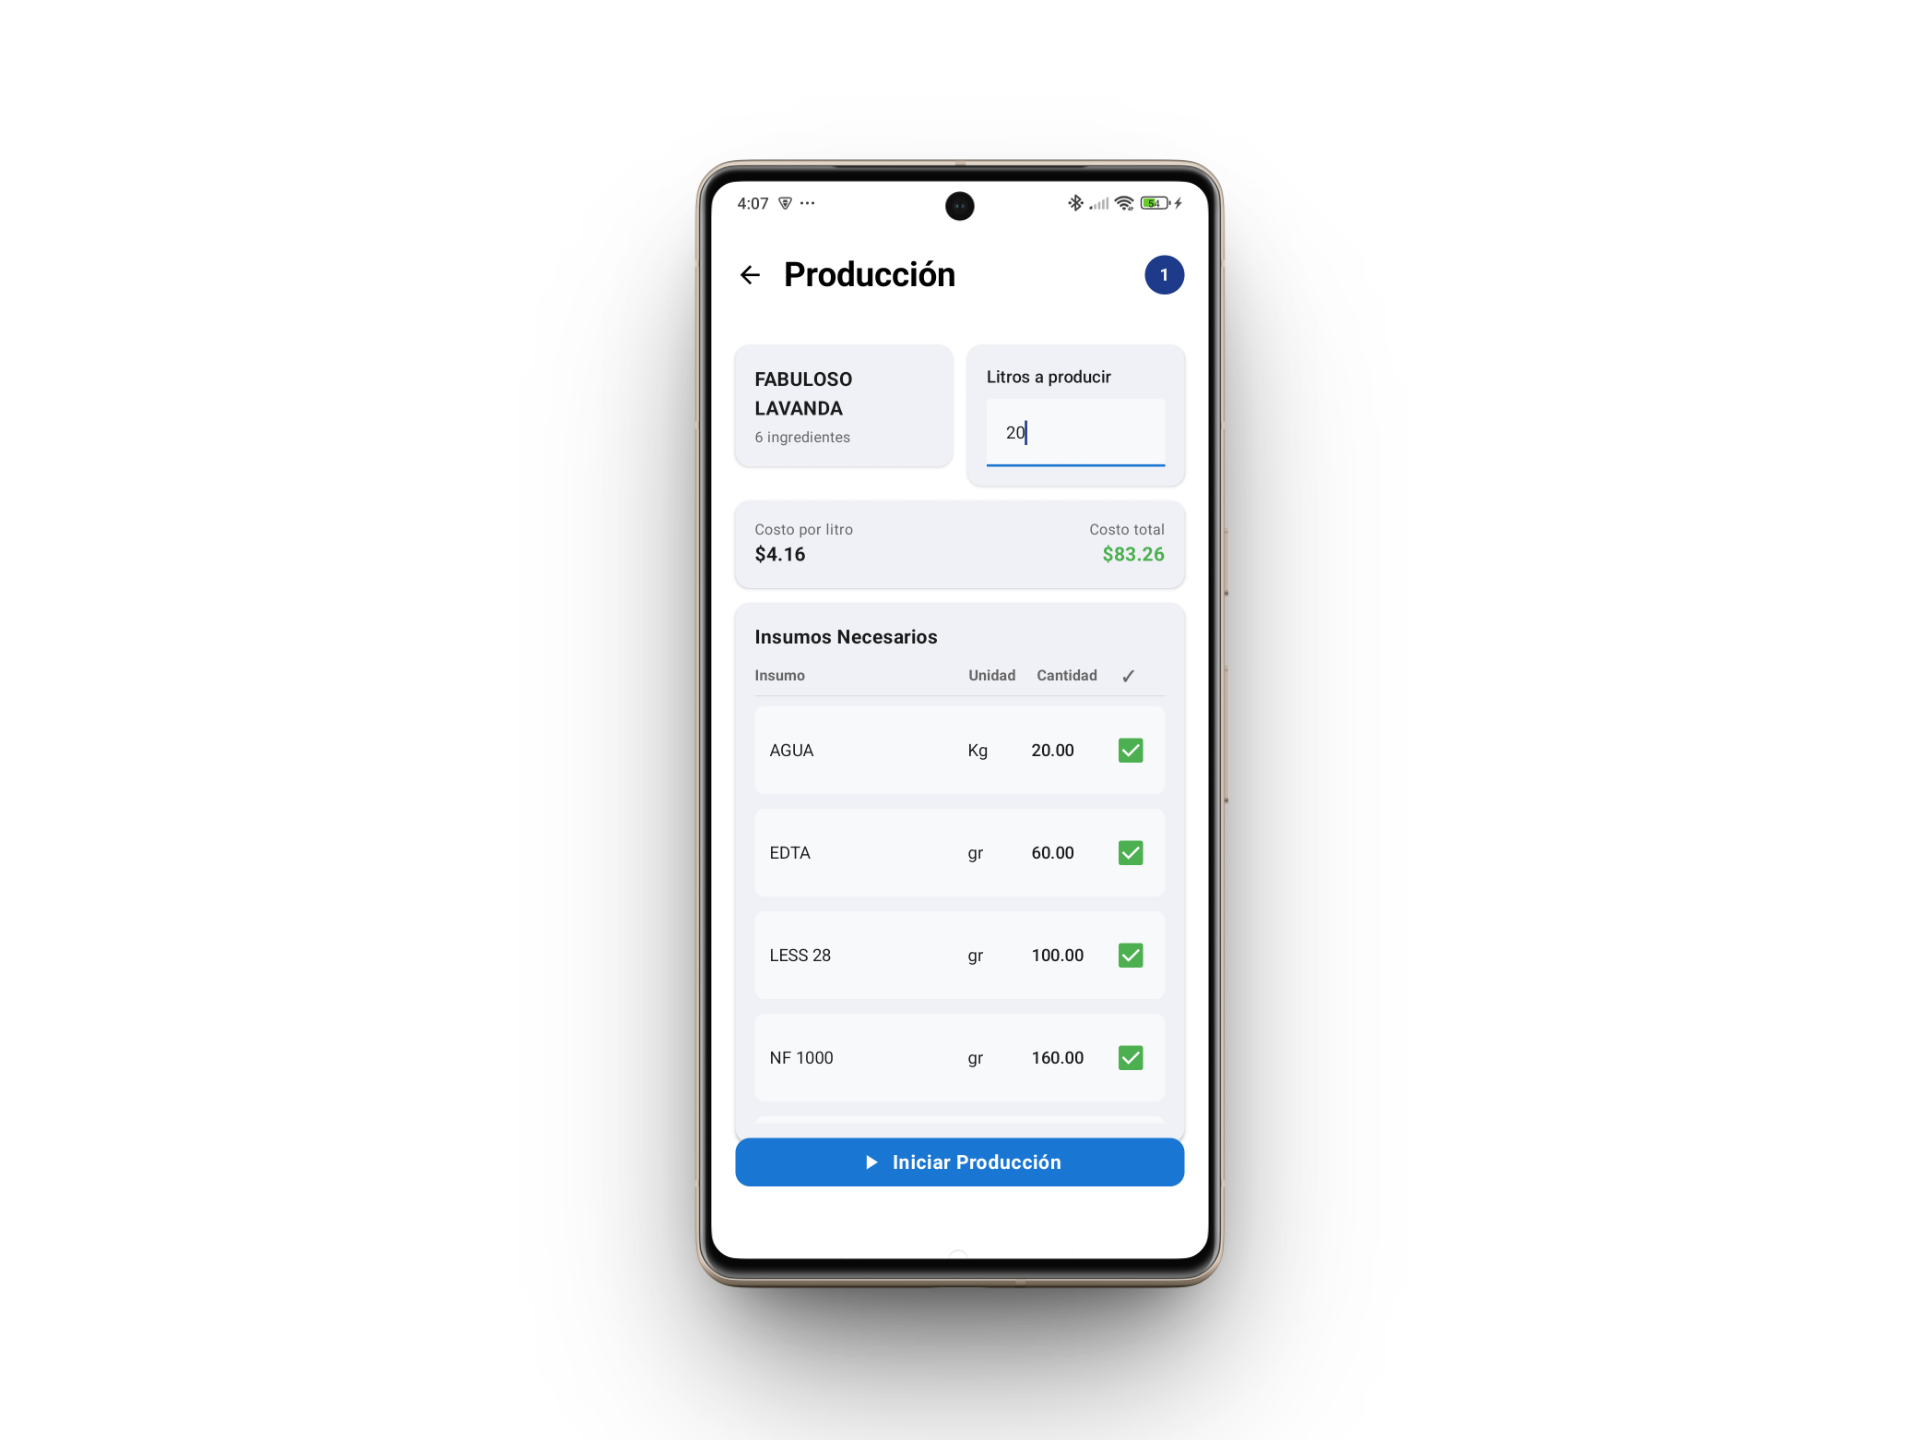 4:07
54
Producción
1
FABULOSO
LAVANDA
6 ingredientes
Litros a producir
20
Costo por litro
$4.16
Costo total
$83.26
Insumos Necesarios
Insumo Unidad Cantidad ✓
AGUA Kg 20.00
EDTA gr 60.00
LESS 28 gr 100.00
NF 1000 gr 160.00
Iniciar Producción